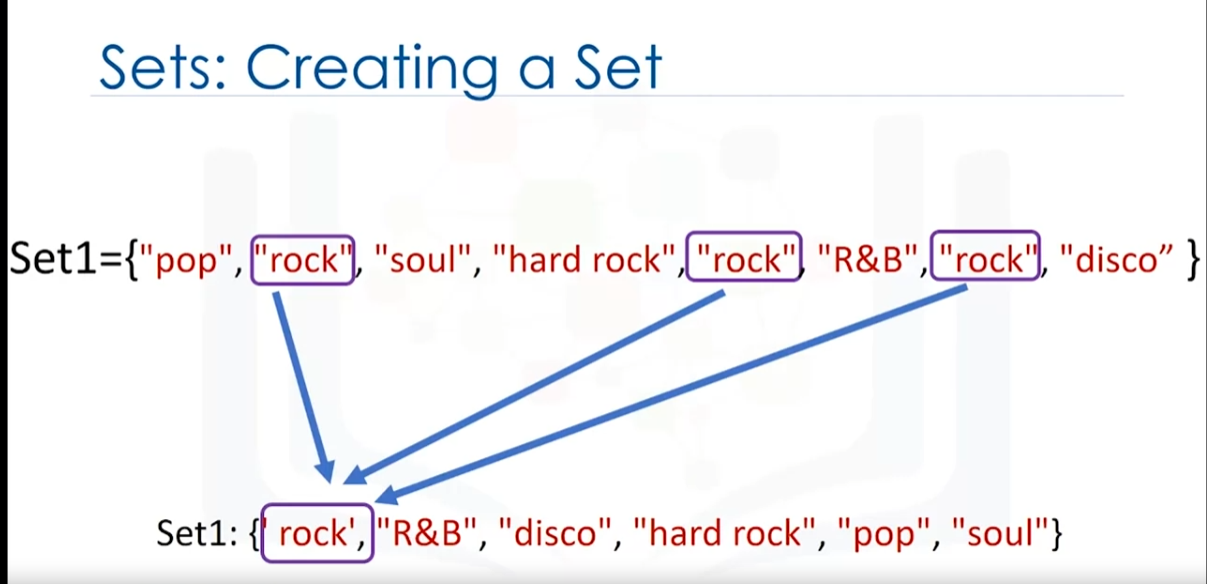 Sets: Creating a Set
Set1={"pop", "rock", "soul", "hard rock", "rock", "R&B", "rock", "disco” }
Set1: {' rock', "R&B", "disco", "hard rock", "pop", "soul"}